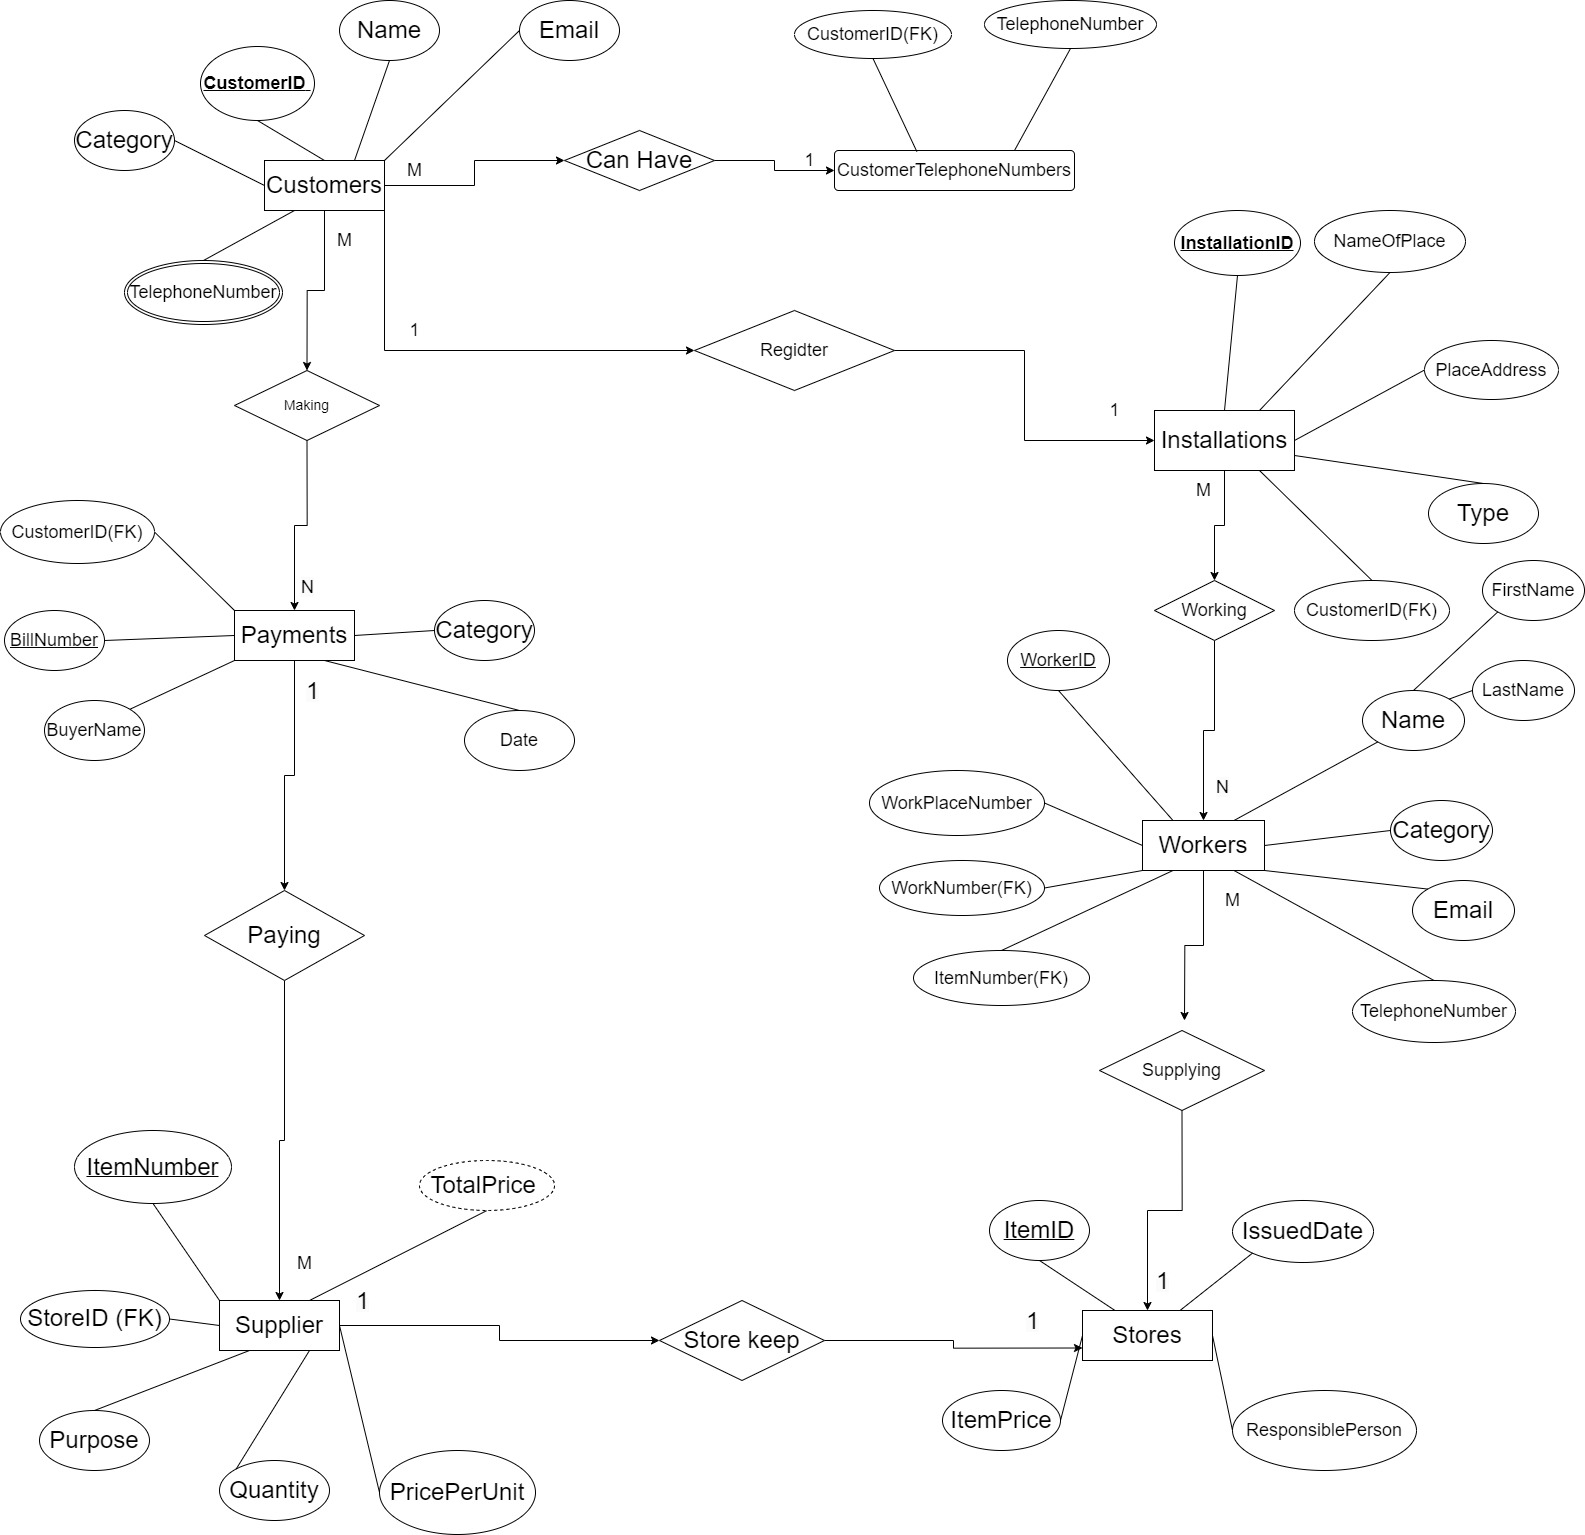 Name
Email
CustomerID(FK)
TelephoneNumber
CustomerID
Category
Customers
M
Can Have
1
CustomerTelephoneNumbers
M
TelephoneNumber
InstallationID
NameOfPlace
1
Regidter
PlaceAddress
Making
1
Installations
M
Type
CustomerID(FK)
N
Working
CustomerID(FK)
FirstName
BillNumber
Payments
Category
WorkerID
LastName
1
Name
BuyerName
Date
N
WorkPlaceNumber
Workers
Category
WorkNumber(FK)
M
Email
Paying
ItemNumber(FK)
TelephoneNumber
Supplying
ItemNumber
TotalPrice
ItemID
IssuedDate
M
1
1
StoreID (FK)
Supplier
Store keep
1
Stores
Purpose
ItemPrice
ResponsiblePerson
Quantity
PricePerUnit